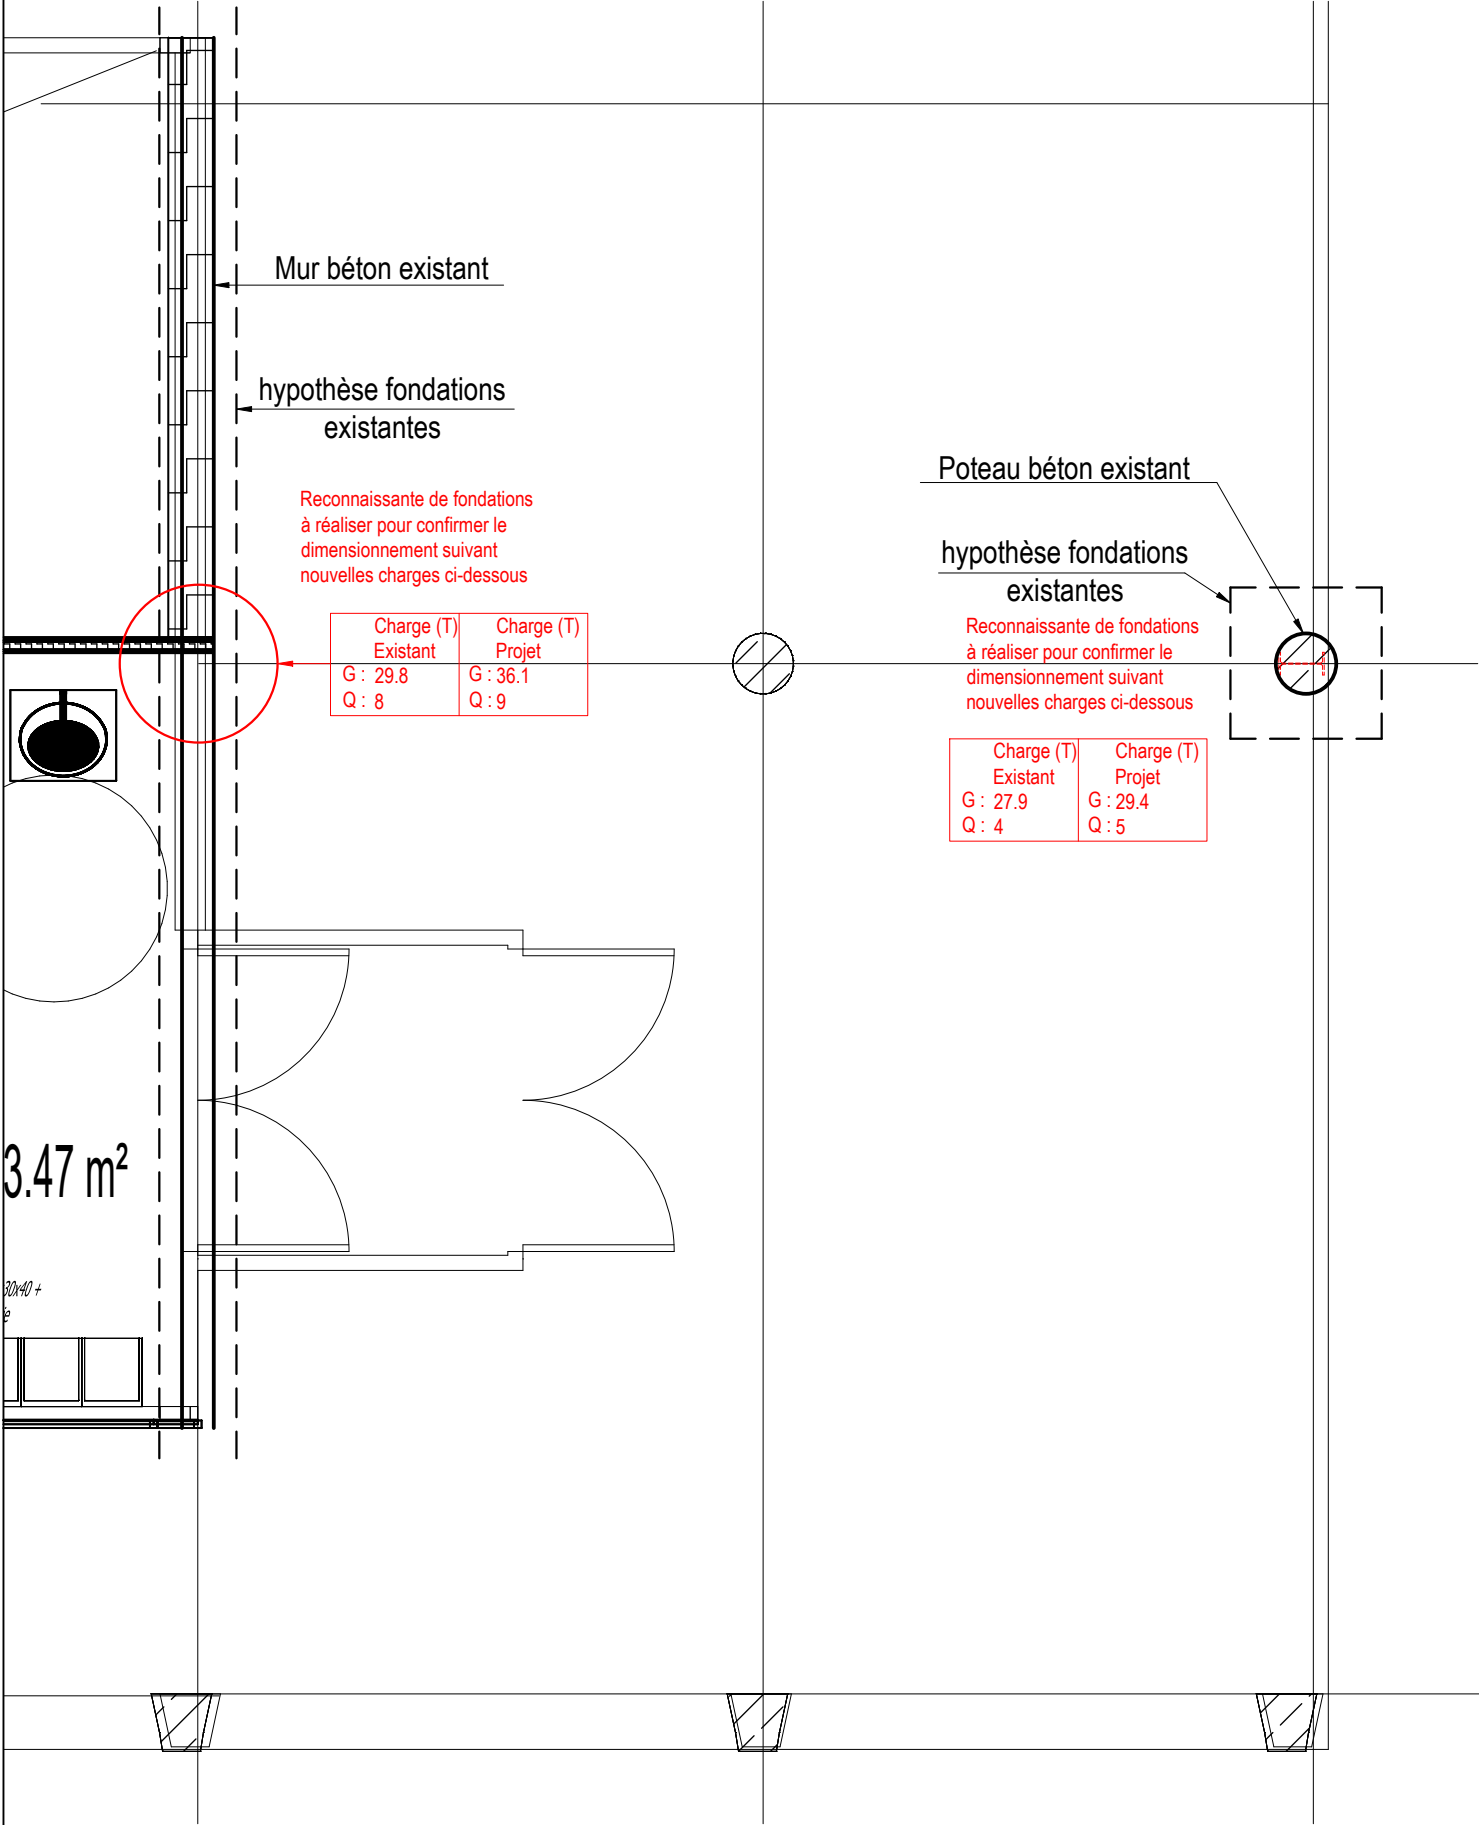 Mur béton existant
hypothèse fondations
existantes
Reconnaissante de fondations
à réaliser pour confirmer le
dimensionnement suivant
nouvelles charges ci-dessous
Charge (T) Charge (T)
Existant Projet
G : 29.8 G : 36.1
Q : 8 Q : 9
Poteau béton existant
hypothèse fondations
existantes
Reconnaissante de fondations
à réaliser pour confirmer le
dimensionnement suivant
nouvelles charges ci-dessous
Charge (T) Charge (T)
Existant Projet
G : 27.9 G : 29.4
Q : 4 Q : 5
3.47 m²
30x40 +